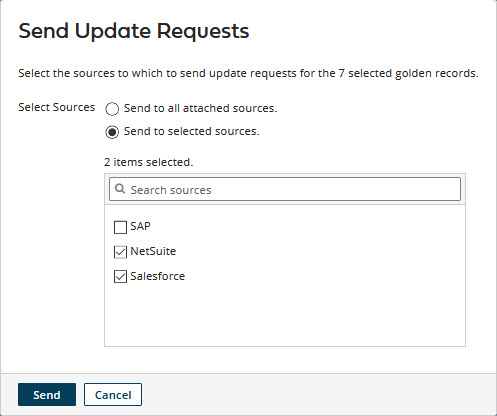 Send Update Requests
Select the sources to which to send update requests for the 7 selected golden records.
Select Sources
Send to all attached sources.
Send to selected sources.
2 items selected.
Search sources
SAP
NetSuite
Salesforce
Send
Cancel